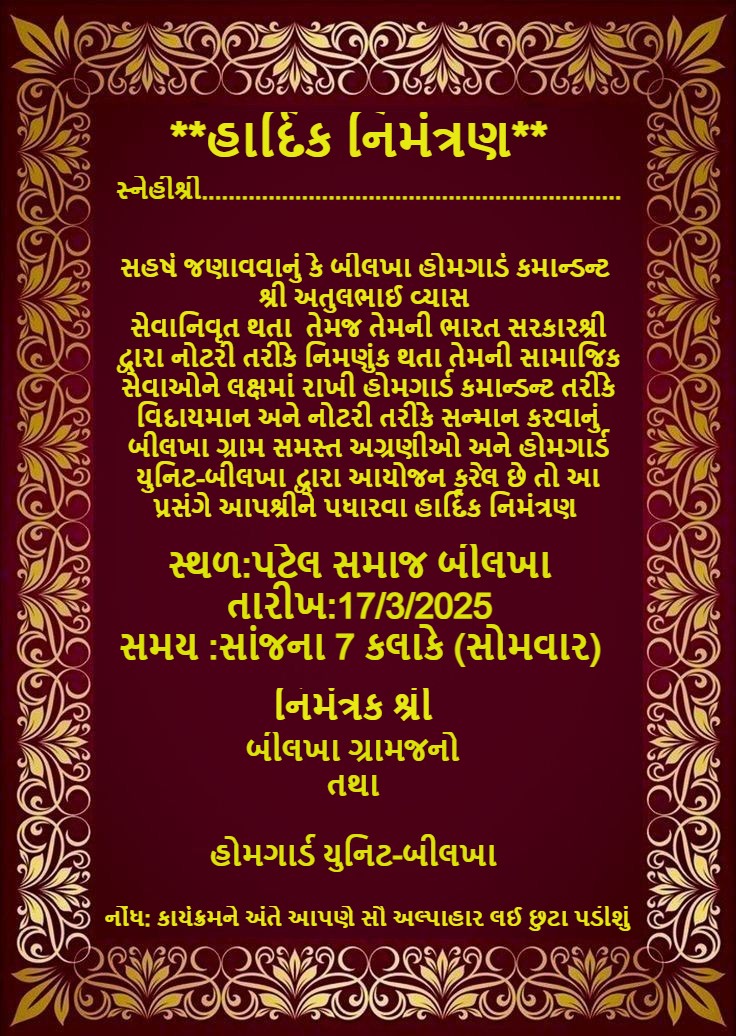 **હાર્દિક નિમંત્રણ**
સ્નેહીશ્રી...............................................................
સહર્ષ જણાવવાનું કે બીલખા હોમગાર્ડ કમાન્ડન્ટ
શ્રી અતુલભાઈ વ્યાસ
સેવાનિવૃત થતા તેમજ તેમની ભારત સરકારશ્રી
દ્વારા નોટરી તરીકે નિમણુંક થતા તેમની સામાજિક
સેવાઓને લક્ષમાં રાખી હોમગાર્ડ કમાન્ડન્ટ તરીકે
વિદાયમાન અને નોટરી તરીકે સન્માન કરવાનું
બીલખા ગ્રામ સમસ્ત અગ્રણીઓ અને હોમગાર્ડ
યુનિટ-બીલખા દ્વારા આયોજન કરેલ છે તો આ
પ્રસંગે આપશ્રીને પધારવા હાર્દિક નિમંત્રણ
સ્થળ:પટેલ સમાજ બીલખા
તારીખ:17/3/2025
સમય :સાંજના 7 કલાકે (સોમવાર)
નિમંત્રક શ્રી
બીલખા ગ્રામજનો
તથા
હોમગાર્ડ યુનિટ-બીલખા
નોંધ: કાર્યક્રમને અંતે આપણે સૌ અલ્પાહાર લઈ છુટા પડીશું